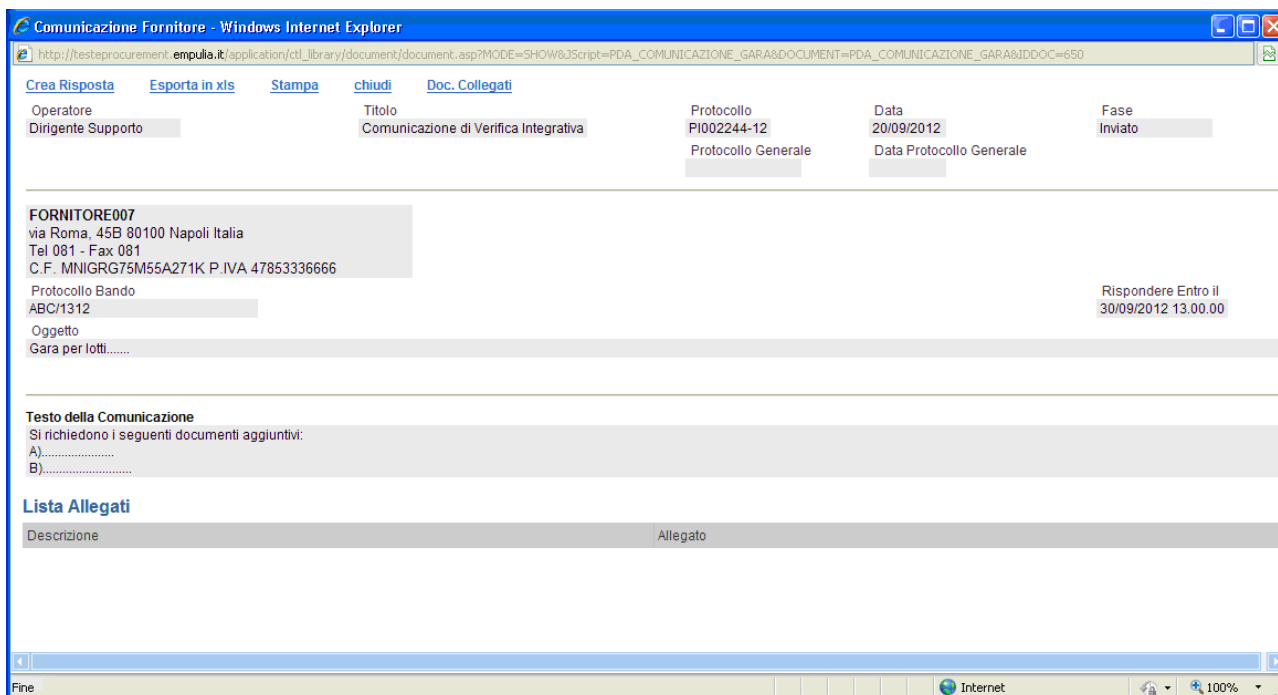 Comunicazione Fornitore - Windows Internet Explorer
http://testeprocurement.empulia.it/application/ctl_library/document/document.asp?MODE=SHOW&JScript=PDA_COMUNICAZIONE_GARA&DOCUMENT=PDA_COMUNICAZIONE_GARA&IDDOC=650
Crea Risposta Esporta in xls Stampa chiudi Doc. Collegati
Operatore Titolo Protocollo Data Fase
Dirigente Supporto Comunicazione di Verifica Integrativa PI002244-12 20/09/2012 Inviato
Protocollo Generale Data Protocollo Generale
FORNITORE007
via Roma, 45B 80100 Napoli Italia
Tel 081 - Fax 081
C.F. MNIGRG75M55A271K P.IVA 47853336666
Protocollo Bando Rispondere Entro il
ABC/1312 30/09/2012 13.00.00
Oggetto
Gara per lotti.......
Testo della Comunicazione
Si richiedono i seguenti documenti aggiuntivi:
A)......................
B)...........................
Lista Allegati
Descrizione Allegato
Fine Internet 100%